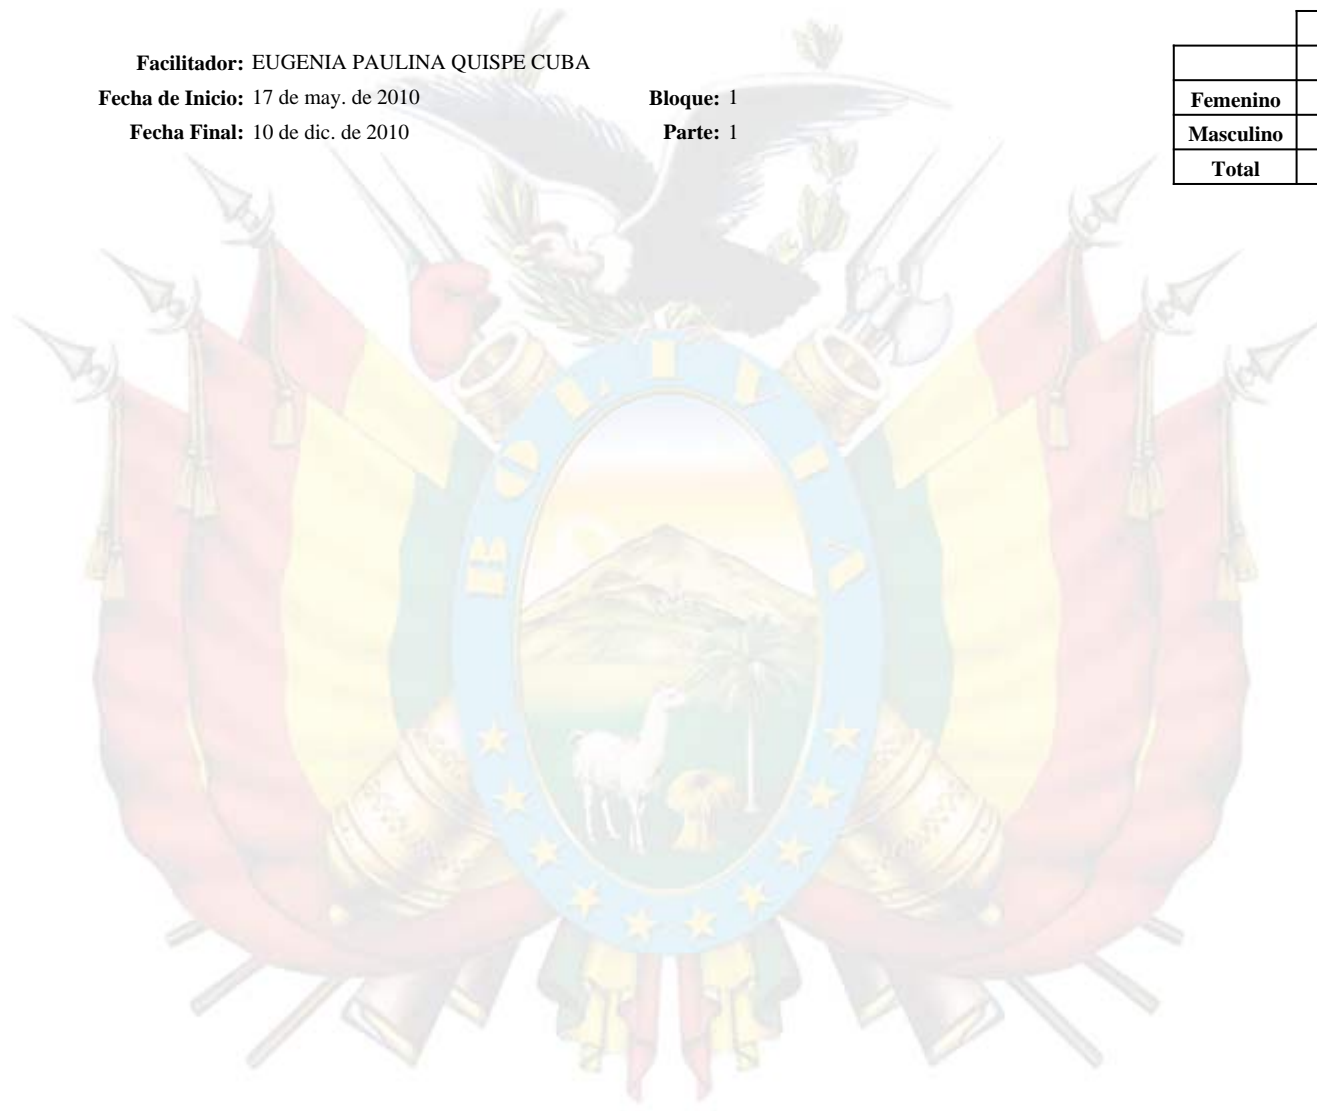 Facilitador: EUGENIA PAULINA QUISPE CUBA
Fecha de Inicio: 17 de may. de 2010 Bloque: 1
Fecha Final: 10 de dic. de 2010 Parte: 1
Femenino
Masculino
Total
BOLIVIA